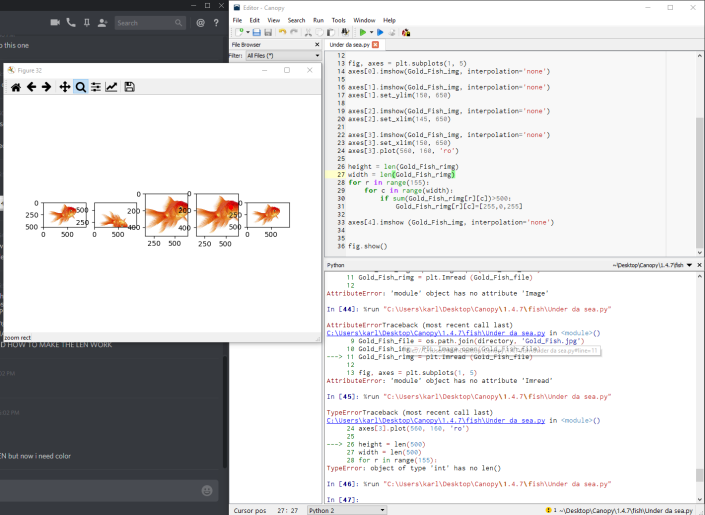 Editor - Canopy
Search
@ ?
File Edit View Search Run Tools Window Help
o this one
File Browser
Filter: All Files (*)
Under da sea.py
12
13 fig, axes = plt.subplots(1, 5)
14 axes[0].imshow(Gold_Fish_img, interpolation='none')
15
16 axes[1].imshow(Gold_Fish_img, interpolation='none')
17 axes[1].set_ylim(150, 650)
18
19 axes[2].imshow(Gold_Fish_img, interpolation='none')
20 axes[2].set_xlim(145, 650)
21
22 axes[3].imshow(Gold_Fish_img, interpolation='none')
23 axes[3].set_xlim(150, 650)
24 axes[3].plot(560, 160, 'ro')
25
26 height = len(Gold_Fish_rimg)
27 width = len(Gold_Fish_rimg)
28 for r in range(155):
29 for c in range(width):
30 if sum(Gold_Fish_rimg[r][c])>500:
31 Gold_Fish_rimg[r][c]=[255,0,255]
32
33 axes[4].imshow (Gold_Fish_img, interpolation='none')
34
35
36 fig.show()
Figure 32
0
250
500
0 500
500
0 500
0
200
400
250 500
0
200
400
250 500
0
250
500
0 500
zoom rect
D HOW TO MAKE THE LEN WORK
EN but now i need color
Python
~\Desktop\Canopy\1.4.7\fish
11 Gold_Fish_rimg = plt.Imread (Gold_Fish_file)
12
AttributeError: 'module' object has no attribute 'Image'
In [44]: %run "C:\Users\karl\Desktop\Canopy\1.4.7\fish\Under da sea.py"
AttributeErrorTraceback (most recent call last)
C:\Users\karl\Desktop\Canopy\1.4.7\fish\Under da sea.py in <module>()
9 Gold_Fish_file = os.path.join(directory, 'Gold_Fish.jpg')
10 Gold_Fish_img = PIL.Image.open(Gold_Fish_file)
---> 11 Gold_Fish_rimg = plt.Imread (Gold_Fish_file)
12
13 fig, axes = plt.subplots(1, 5)
AttributeError: 'module' object has no attribute 'Imread'
In [45]: %run "C:\Users\karl\Desktop\Canopy\1.4.7\fish\Under da sea.py"
TypeErrorTraceback (most recent call last)
C:\Users\karl\Desktop\Canopy\1.4.7\fish\Under da sea.py in <module>()
24 axes[3].plot(560, 160, 'ro')
25
---> 26 height = len(500)
27 width = len(500)
28 for r in range(155):
TypeError: object of type 'int' has no len()
In [46]: %run "C:\Users\karl\Desktop\Canopy\1.4.7\fish\Under da sea.py"
In [47]:
Cursor pos 27: 27 Python 2
1 ~\Desktop\Canopy\1.4.7\fish\Under da sea.py